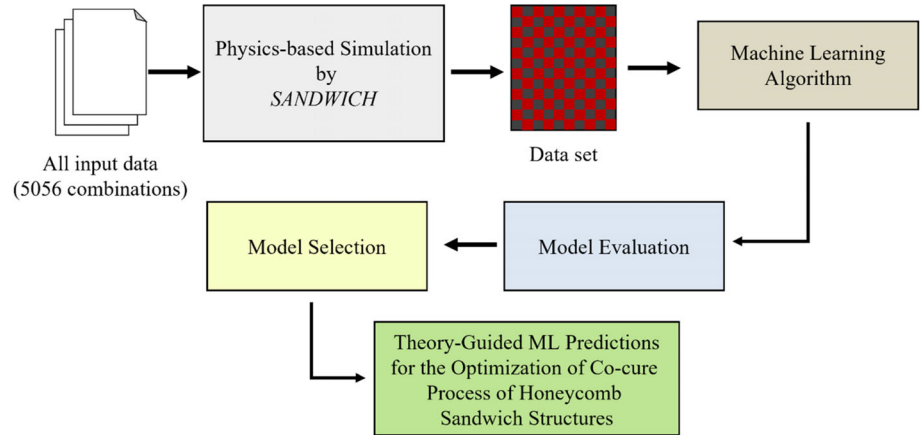 Physics-based Simulation
by
SANDWICH
Machine Learning
Algorithm
All input data
(5056 combinations)
Data set
Model Selection
Model Evaluation
Theory-Guided ML Predictions
for the Optimization of Co-cure
Process of Honeycomb
Sandwich Structures